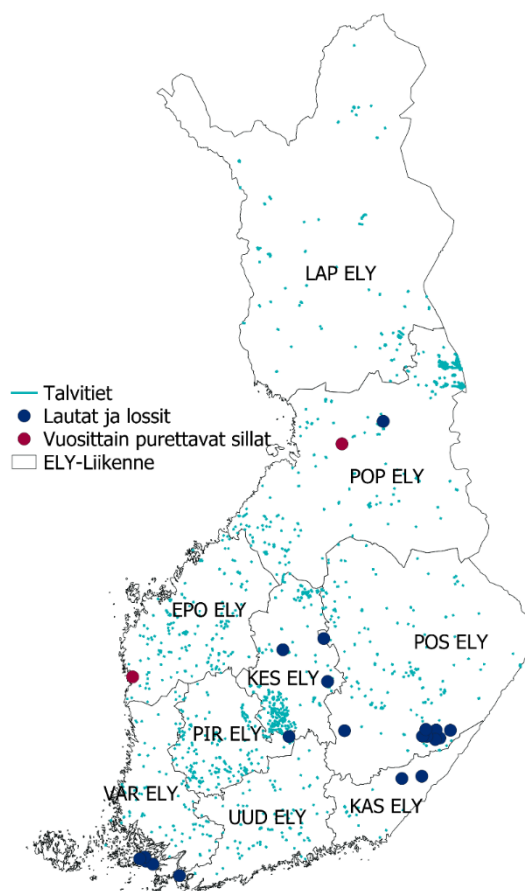 LAP ELY
Talvitiet
Lautat ja lossit
Vuosittain purettavat sillat
ELY-Liikenne
POP ELY
EPO ELY
POS ELY
KES ELY
PIR ELY
VAR ELY
UUD ELY
KAS ELY